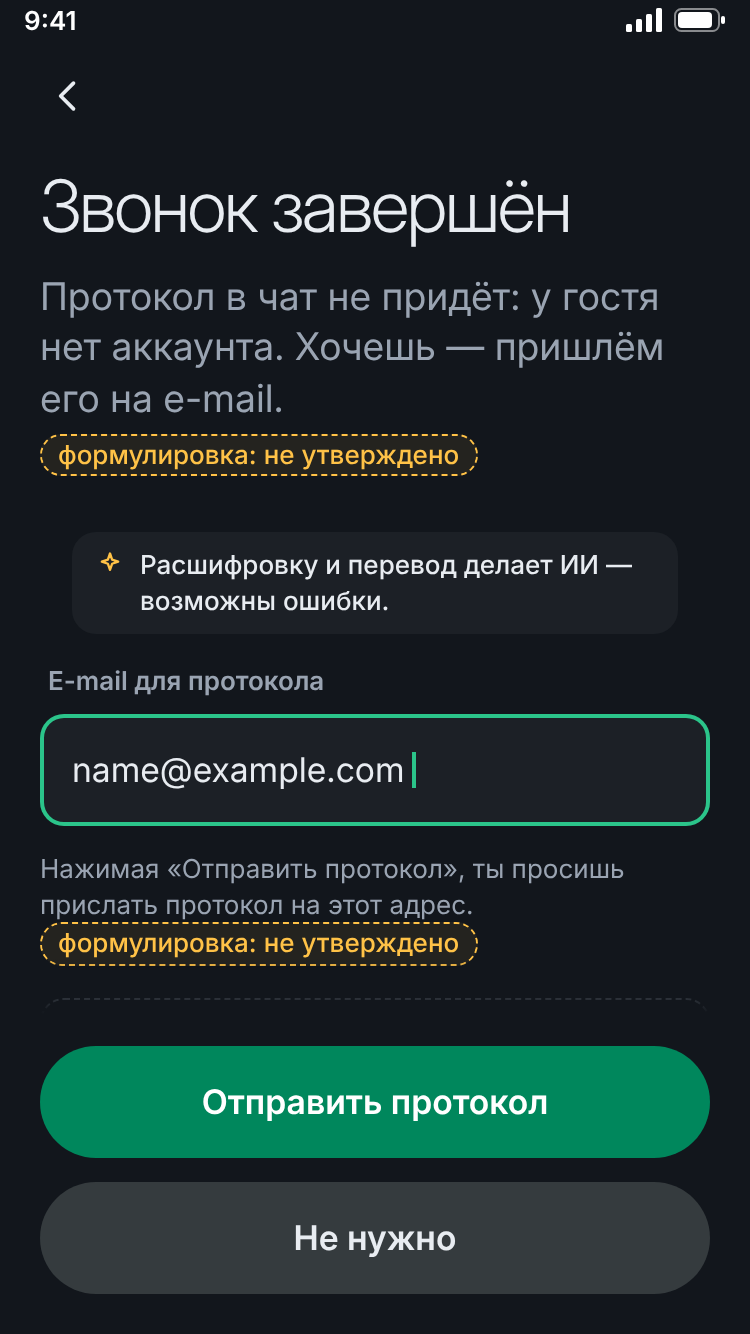 9:41
Звонок завершён
Протокол в чат не придёт: у гостя
нет аккаунта. Хочешь — пришлём
его на e-mail.
формулировка: не утверждено
Расшифровку и перевод делает ИИ —
возможны ошибки.
E-mail для протокола
name@example.com
Нажимая «Отправить протокол», ты просишь
прислать протокол на этот адрес.
формулировка: не утверждено
Отправить протокол
Не нужно